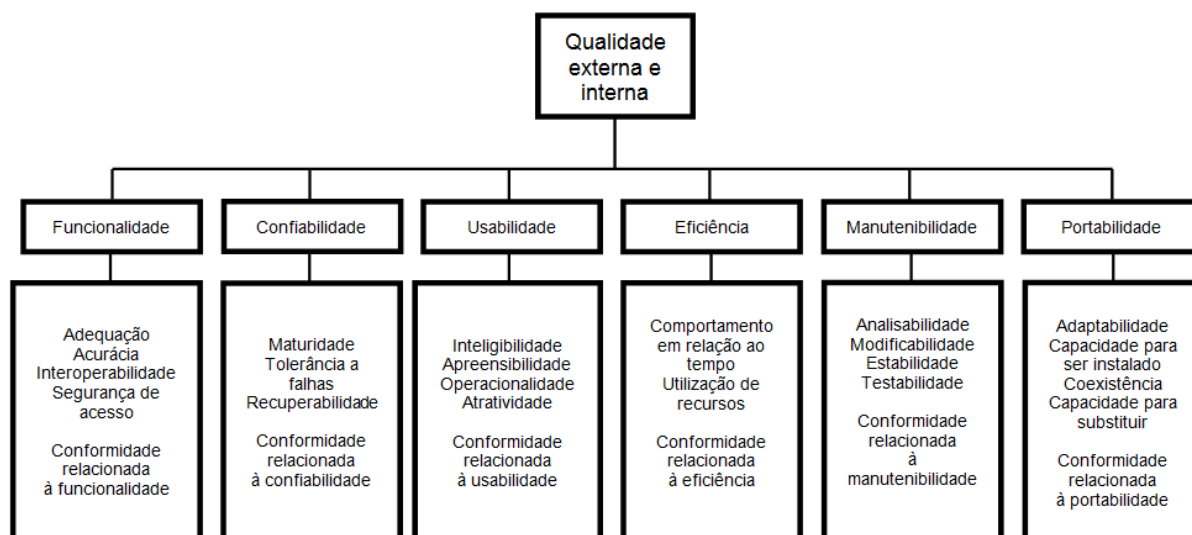 Qualidade
externa e
interna
Funcionalidade
Confiabilidade
Usabilidade
Eficiência
Manutenibilidade
Portabilidade
Adequação
Acurácia
Interoperabilidade
Segurança de
acesso
Conformidade
relacionada
à funcionalidade
Maturidade
Tolerância a
falhas
Recuperabilidade
Conformidade
relacionada
à confiabilidade
Inteligibilidade
Apreensibilidade
Operacionalidade
Atratividade
Conformidade
relacionada
à usabilidade
Comportamento
em relação ao
tempo
Utilização de
recursos
Conformidade
relacionada
à eficiência
Analisabilidade
Modificabilidade
Estabilidade
Testabilidade
Conformidade
relacionada
à
manutenibilidade
Adaptabilidade
Capacidade para
ser instalado
Coexistência
Capacidade para
substituir
Conformidade
relacionada
à portabilidade